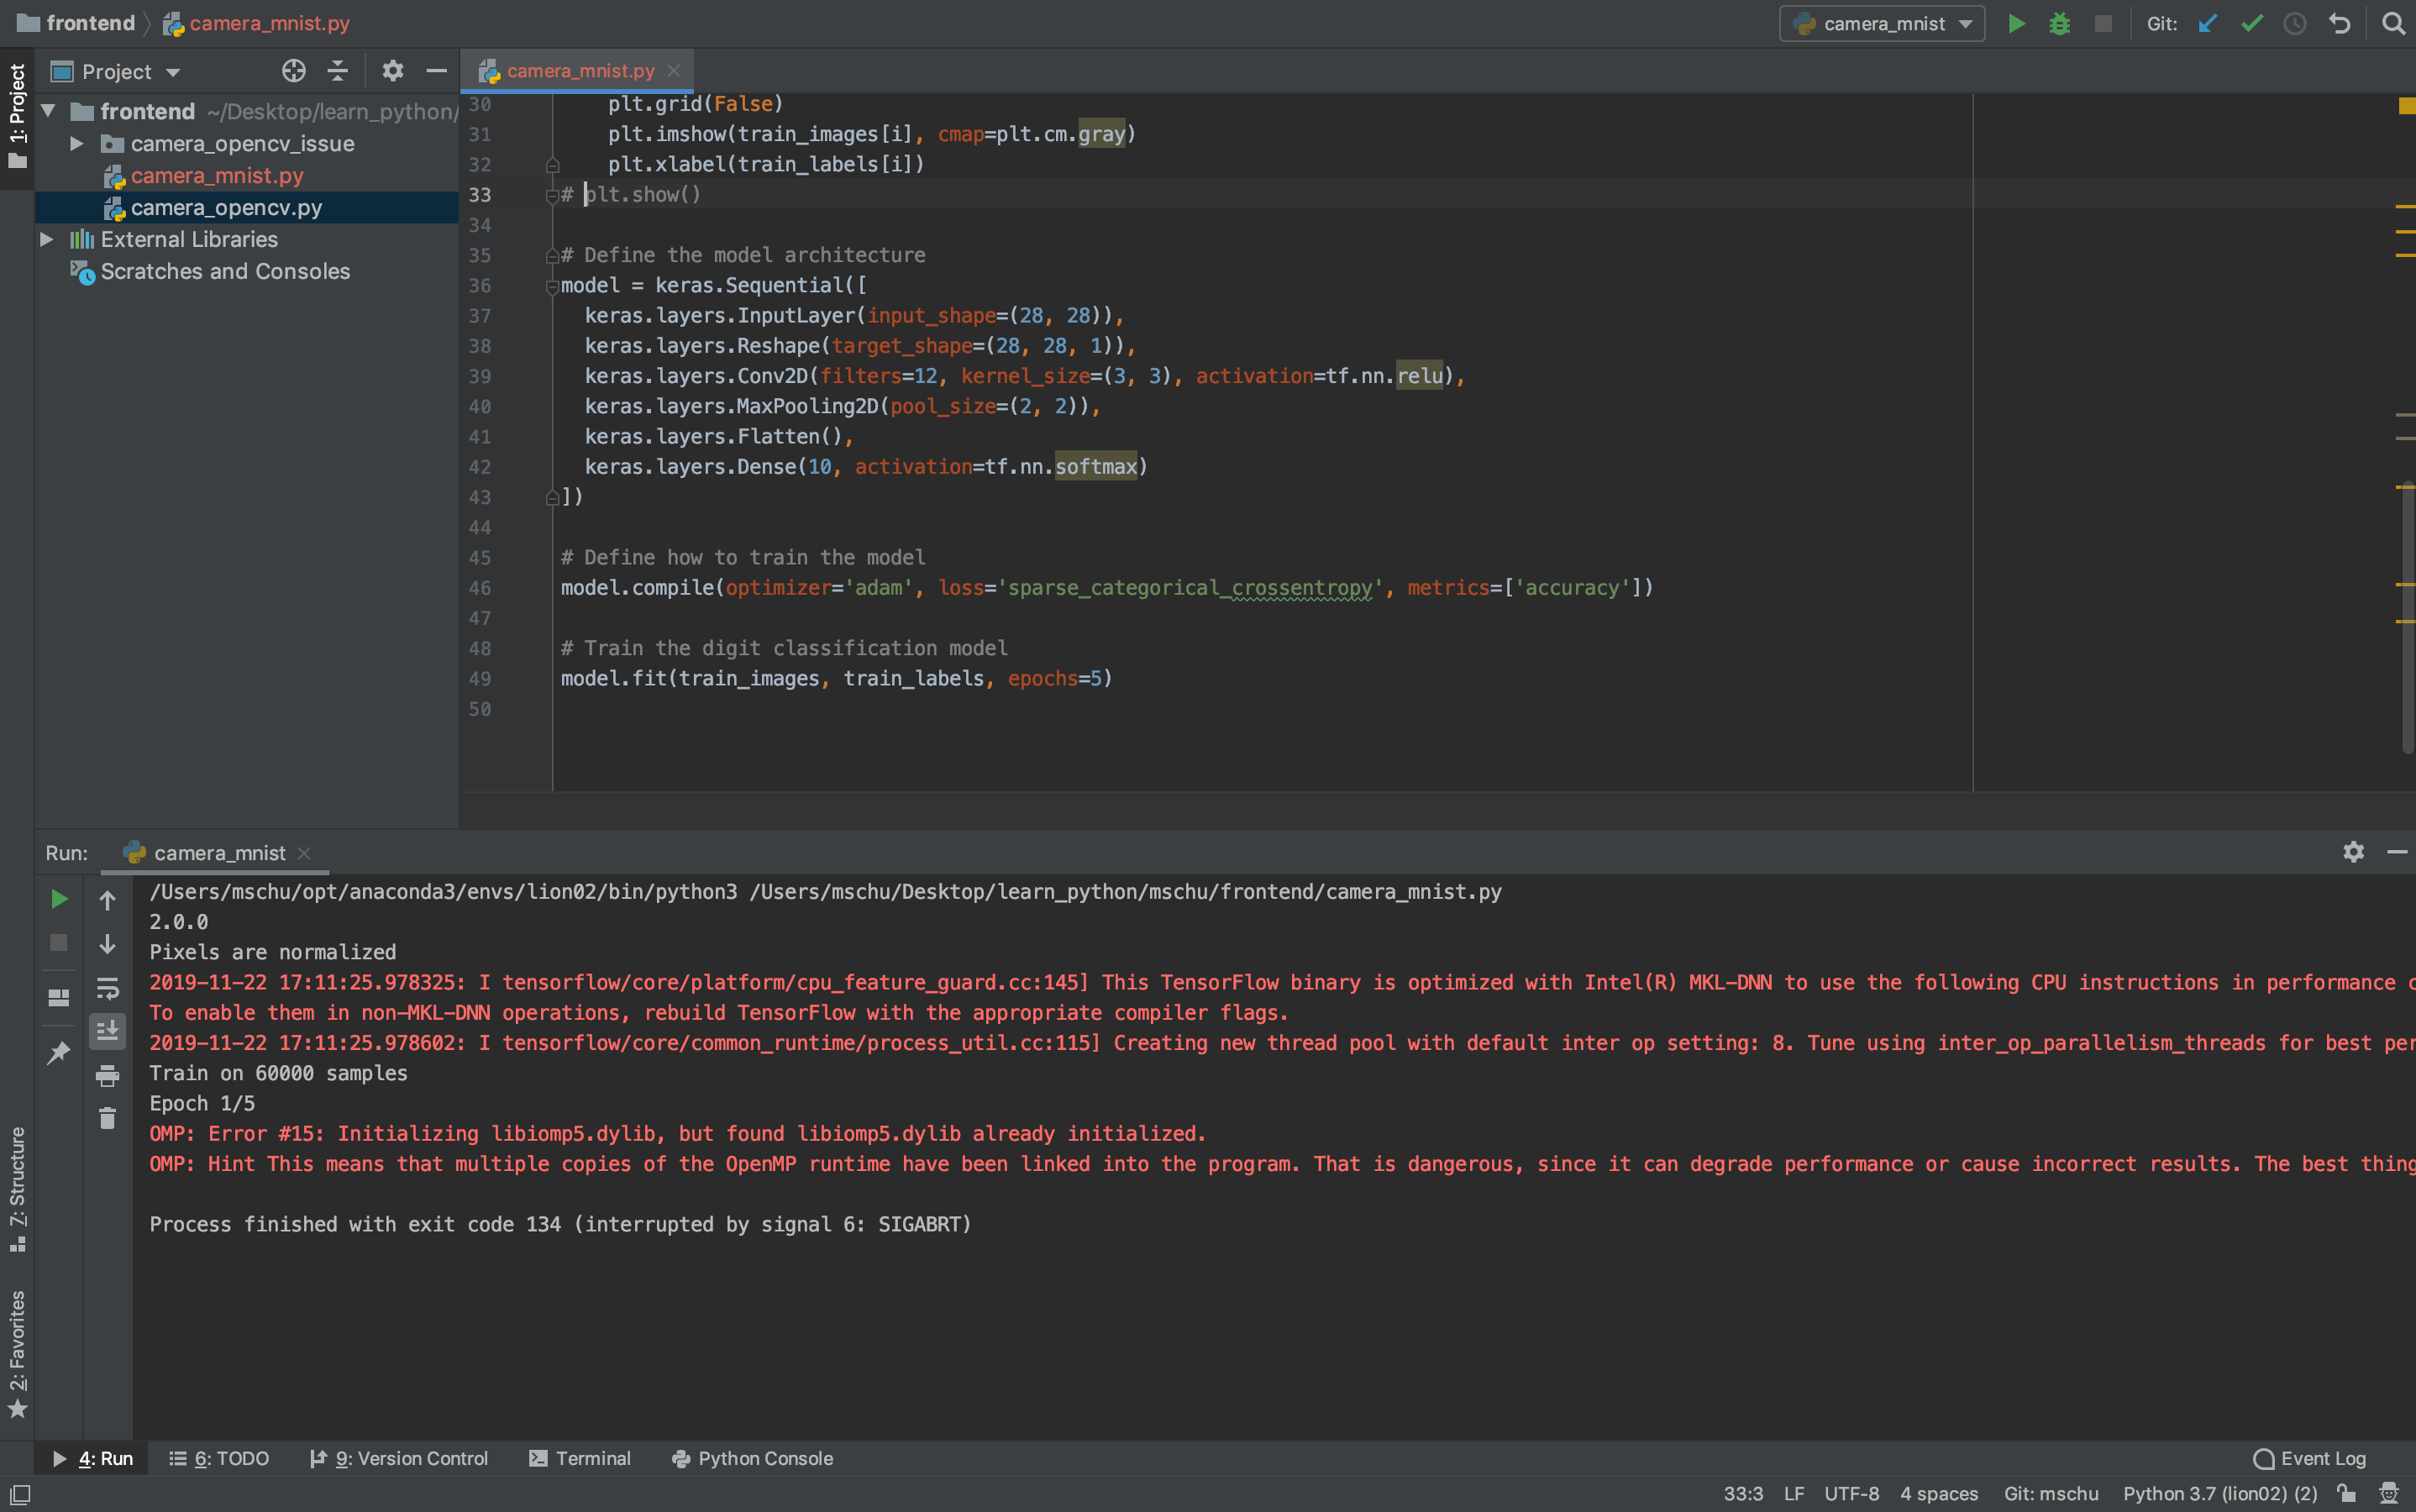 frontend camera_mnist.py camera_mnist Git:
1: Project
Project
camera_mnist.py
frontend ~/Desktop/learn_python/
camera_opencv_issue
camera_mnist.py
camera_opencv.py
External Libraries
Scratches and Consoles
30 plt.grid(False)
31 plt.imshow(train_images[i], cmap=plt.cm.gray)
32 plt.xlabel(train_labels[i])
33 # plt.show()
34
35 # Define the model architecture
36 model = keras.Sequential([
37 keras.layers.InputLayer(input_shape=(28, 28)),
38 keras.layers.Reshape(target_shape=(28, 28, 1)),
39 keras.layers.Conv2D(filters=12, kernel_size=(3, 3), activation=tf.nn.relu),
40 keras.layers.MaxPooling2D(pool_size=(2, 2)),
41 keras.layers.Flatten(),
42 keras.layers.Dense(10, activation=tf.nn.softmax)
43 ])
44
45 # Define how to train the model
46 model.compile(optimizer='adam', loss='sparse_categorical_crossentropy', metrics=['accuracy'])
47
48 # Train the digit classification model
49 model.fit(train_images, train_labels, epochs=5)
50
Run: camera_mnist
/Users/mschu/opt/anaconda3/envs/lion02/bin/python3 /Users/mschu/Desktop/learn_python/mschu/frontend/camera_mnist.py
2.0.0
Pixels are normalized
2019-11-22 17:11:25.978325: I tensorflow/core/platform/cpu_feature_guard.cc:145] This TensorFlow binary is optimized with Intel(R) MKL-DNN to use the following CPU instructions in performance
To enable them in non-MKL-DNN operations, rebuild TensorFlow with the appropriate compiler flags.
2019-11-22 17:11:25.978602: I tensorflow/core/common_runtime/process_util.cc:115] Creating new thread pool with default inter op setting: 8. Tune using inter_op_parallelism_threads for best per
Train on 60000 samples
Epoch 1/5
OMP: Error #15: Initializing libiomp5.dylib, but found libiomp5.dylib already initialized.
OMP: Hint This means that multiple copies of the OpenMP runtime have been linked into the program. That is dangerous, since it can degrade performance or cause incorrect results. The best thing
Process finished with exit code 134 (interrupted by signal 6: SIGABRT)
7: Structure
2: Favorites
4: Run 6: TODO 9: Version Control Terminal Python Console Event Log
33:3 LF UTF-8 4 spaces Git: mschu Python 3.7 (lion02) (2)